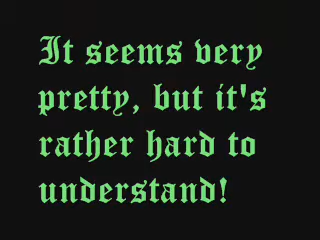 It seems very
pretty, but it's
rather hard to
understand!